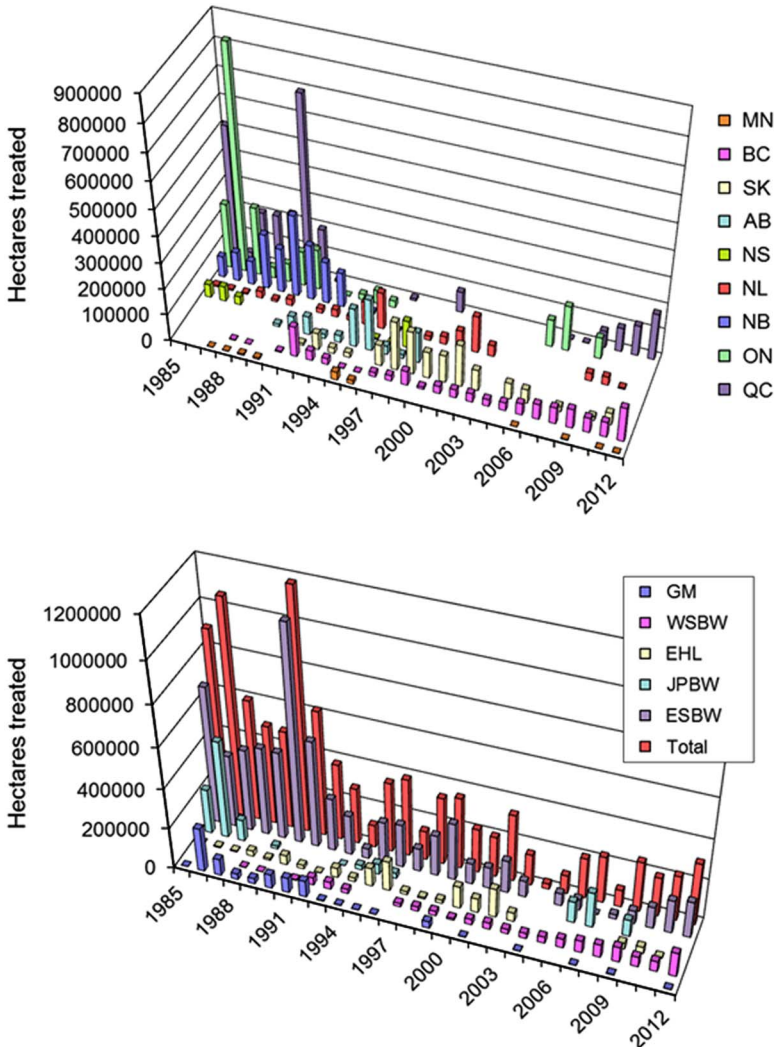 Hectares treated
900000
800000
700000
600000
500000
400000
300000
200000
100000
0
1985
1988
1991
1994
1997
2000
2003
2006
2009
2012
MN
BC
SK
AB
NS
NL
NB
ON
QC
Hectares treated
1200000
1000000
800000
600000
400000
200000
0
1985
1988
1991
1994
1997
2000
2003
2006
2009
2012
GM
WSBW
EHL
JPBW
ESBW
Total